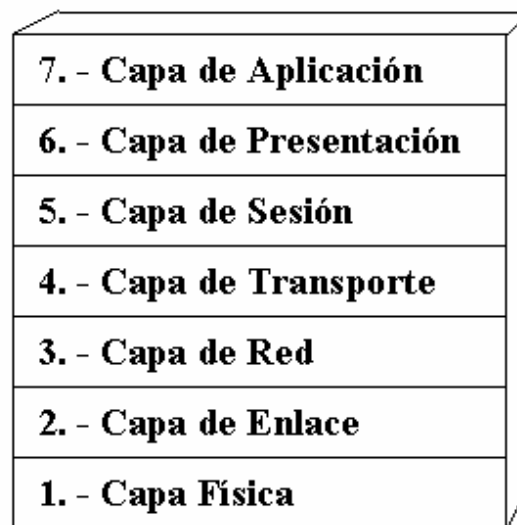 7. - Capa de Aplicación
6. - Capa de Presentación
5. - Capa de Sesión
4. - Capa de Transporte
3. - Capa de Red
2. - Capa de Enlace
1. - Capa Física